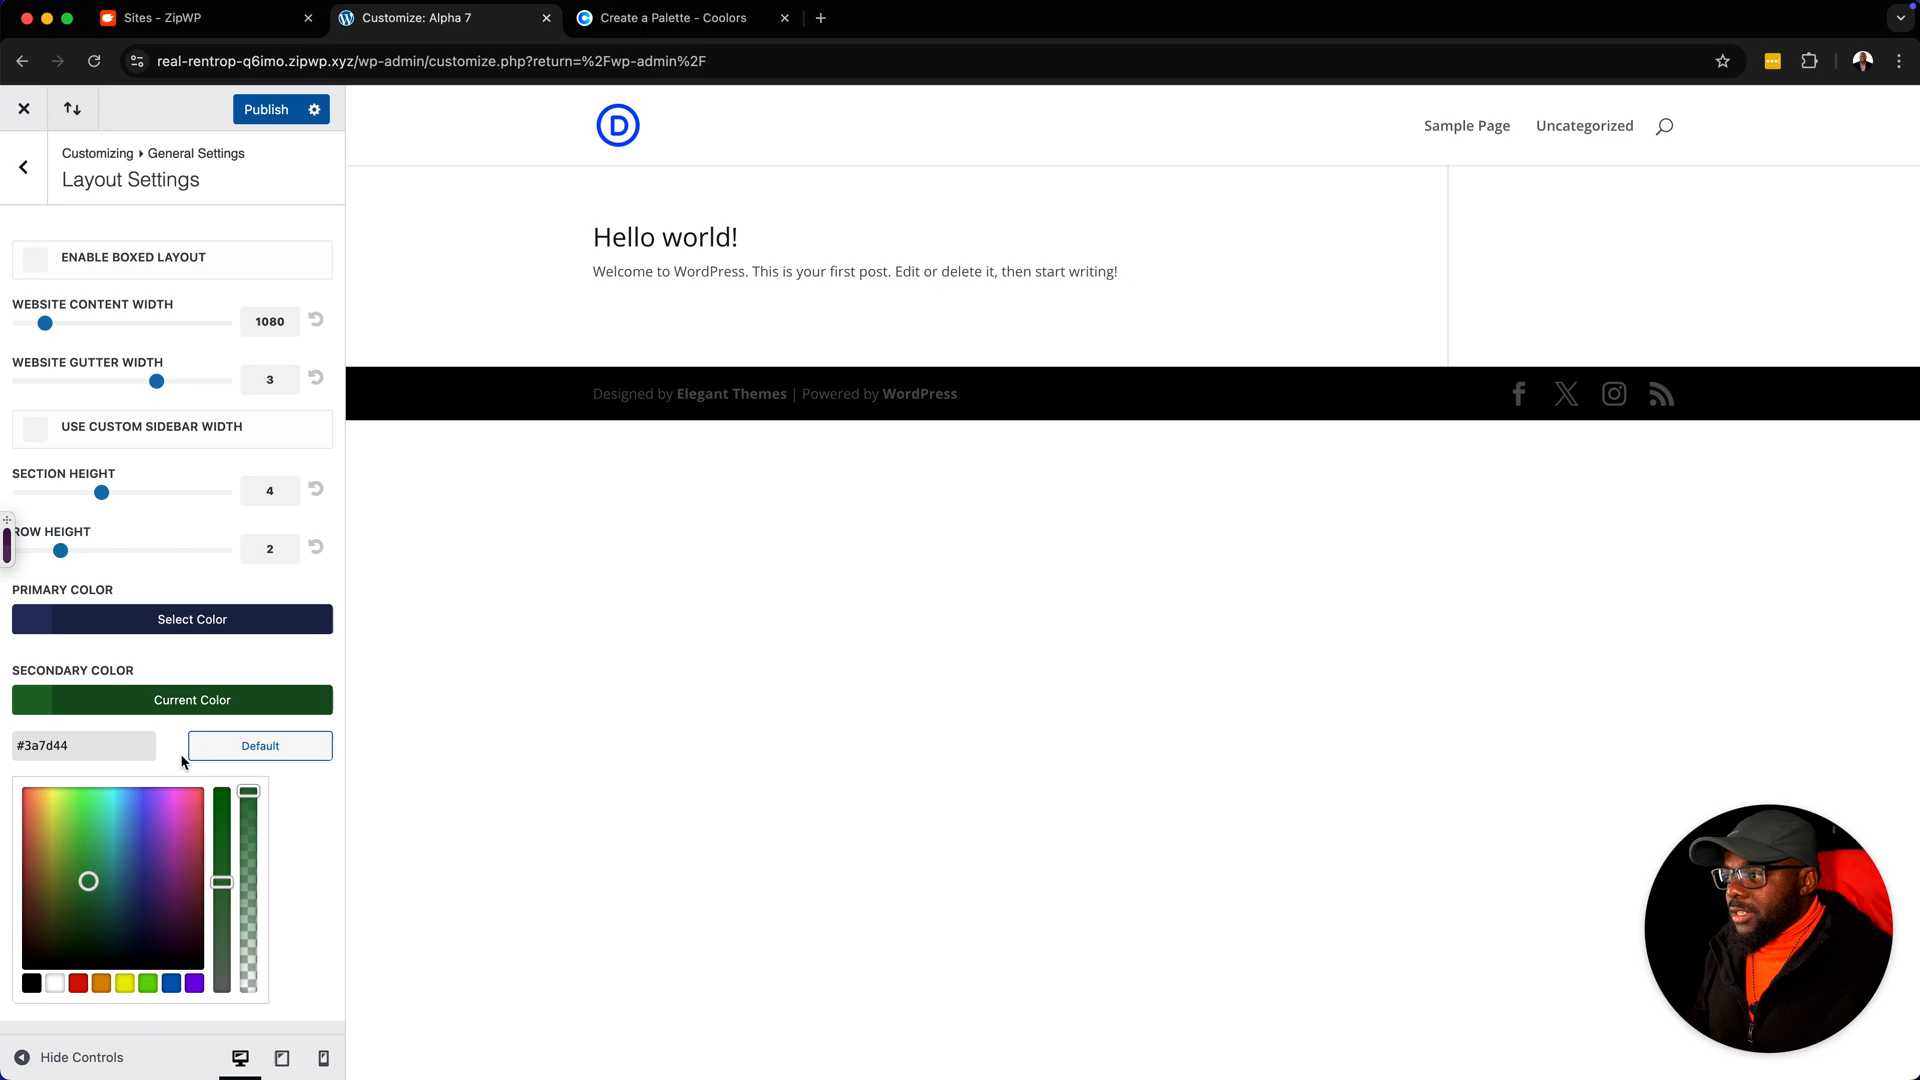 Sites - ZipWP
Customize: Alpha 7
Create a Palette - Coolors
real-rentrop-q6imo.zipwp.xyz/wp-admin/customize.php?return=%2Fwp-admin%2F
Publish
Customizing ▸ General Settings
Layout Settings
ENABLE BOXED LAYOUT
WEBSITE CONTENT WIDTH
1080
WEBSITE GUTTER WIDTH
3
USE CUSTOM SIDEBAR WIDTH
SECTION HEIGHT
4
ROW HEIGHT
2
PRIMARY COLOR
Select Color
SECONDARY COLOR
Current Color
#3a7d44
Default
Hide Controls
D
Sample Page
Uncategorized
Hello world!
Welcome to WordPress. This is your first post. Edit or delete it, then start writing!
Designed by Elegant Themes | Powered by WordPress